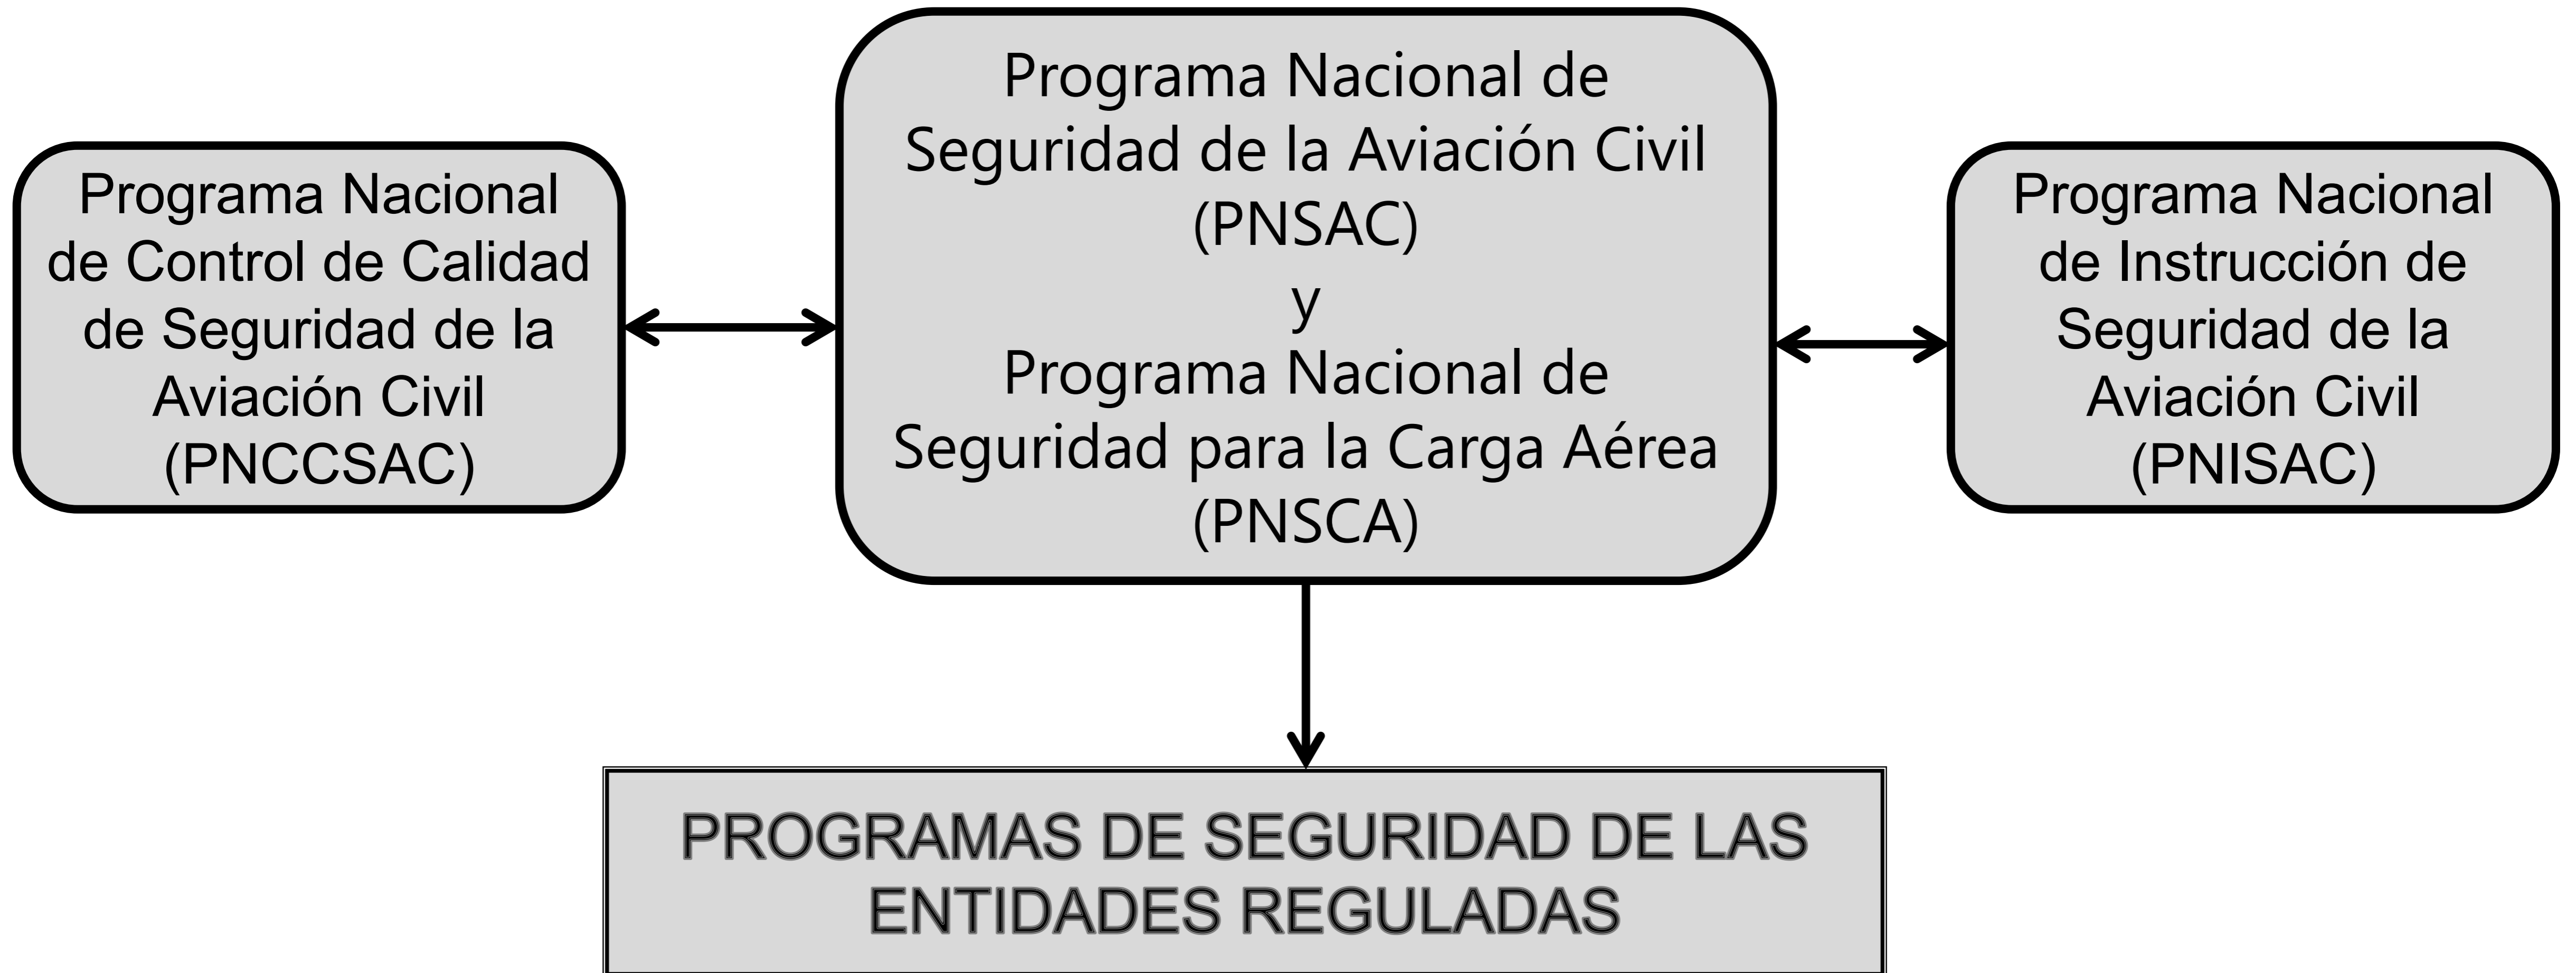 Programa Nacional
de Control de Calidad
de Seguridad de la
Aviación Civil
(PNCCSAC)
Programa Nacional de
Seguridad de la Aviación Civil
(PNSAC)
y
Programa Nacional de
Seguridad para la Carga Aérea
(PNSCA)
Programa Nacional
de Instrucción de
Seguridad de la
Aviación Civil
(PNISAC)
PROGRAMAS DE SEGURIDAD DE LAS
ENTIDADES REGULADAS